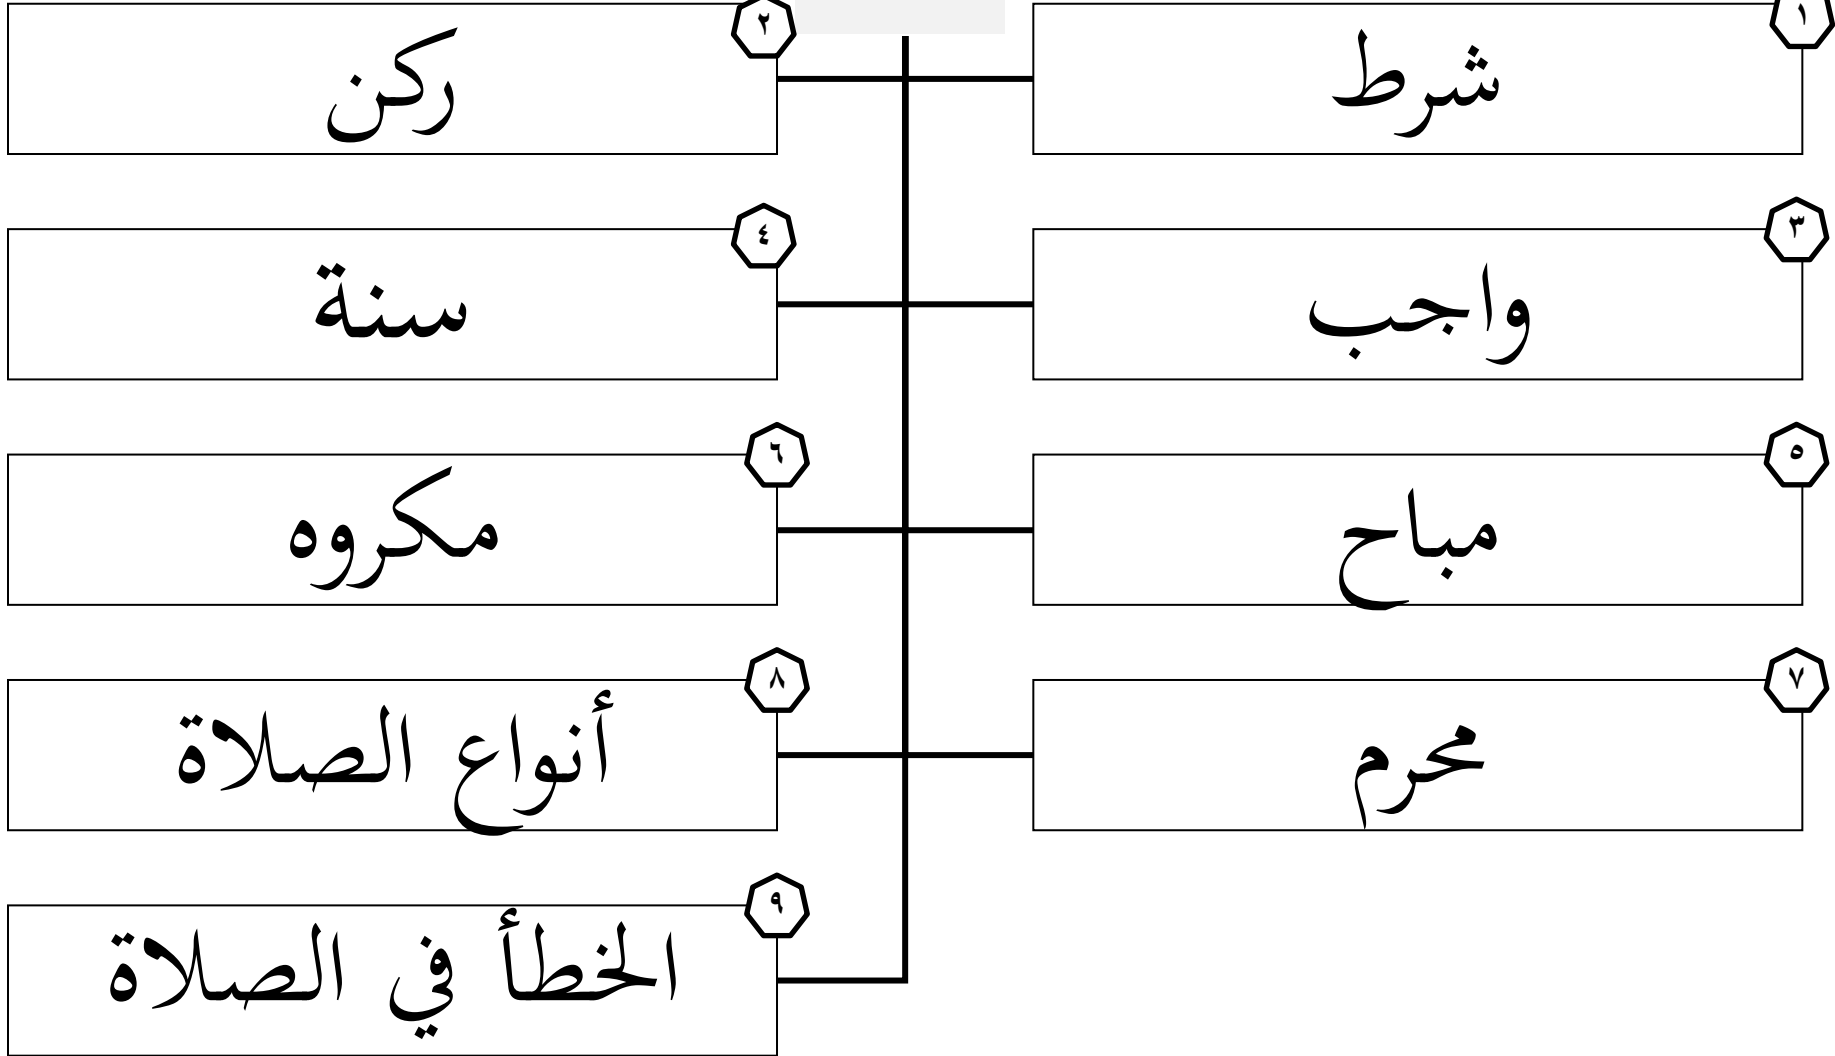 ١
شرط
٢
ركن
٣
واجب
٤
سنة
٥
مباح
٦
مكروه
٧
محرم
٨
أنواع الصلاة
٩
الخطأ في الصلاة